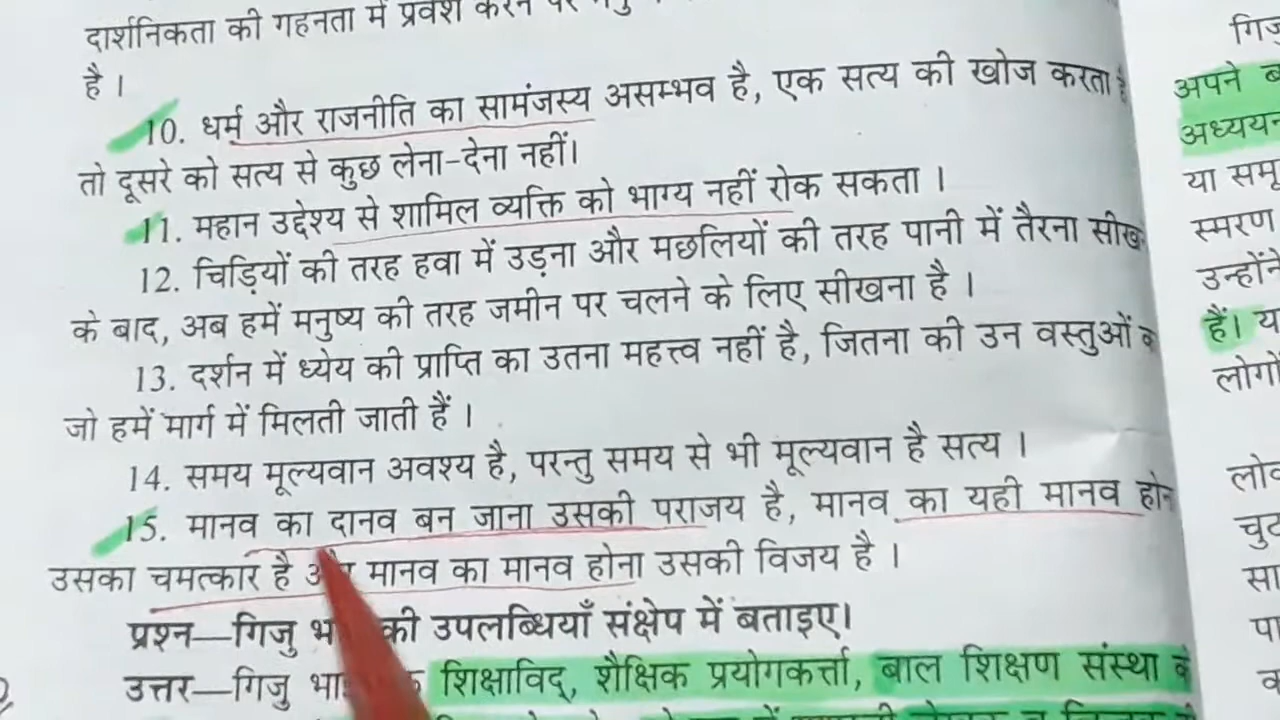 दार्शनिकता की गहनता में प्रवेश करने पर
है ।
10. धर्म और राजनीति का सामंजस्य असम्भव है, एक सत्य की खोज करता है
तो दूसरे को सत्य से कुछ लेना-देना नहीं।
11. महान उद्देश्य से शामिल व्यक्ति को भाग्य नहीं रोक सकता ।
12. चिड़ियों की तरह हवा में उड़ना और मछलियों की तरह पानी में तैरना सीख
के बाद, अब हमें मनुष्य की तरह जमीन पर चलने के लिए सीखना है ।
13. दर्शन में ध्येय की प्राप्ति का उतना महत्त्व नहीं है, जितना की उन वस्तुओं
जो हमें मार्ग में मिलती जाती हैं ।
14. समय मूल्यवान अवश्य है, परन्तु समय से भी मूल्यवान है सत्य ।
15. मानव का दानव बन जाना उसकी पराजय है, मानव का यही मानव होन
उसका चमत्कार है और मानव का मानव होना उसकी विजय है ।
प्रश्न—गिजु की उपलब्धियाँ संक्षेप में बताइए।
उत्तर—गिजु शिक्षाविद्, शैक्षिक प्रयोगकर्त्ता, बाल शिक्षण संस्था के
गिजु
अपने
अध्ययन
या समू
स्मरण
उन्होंने
हैं। य
लोगों